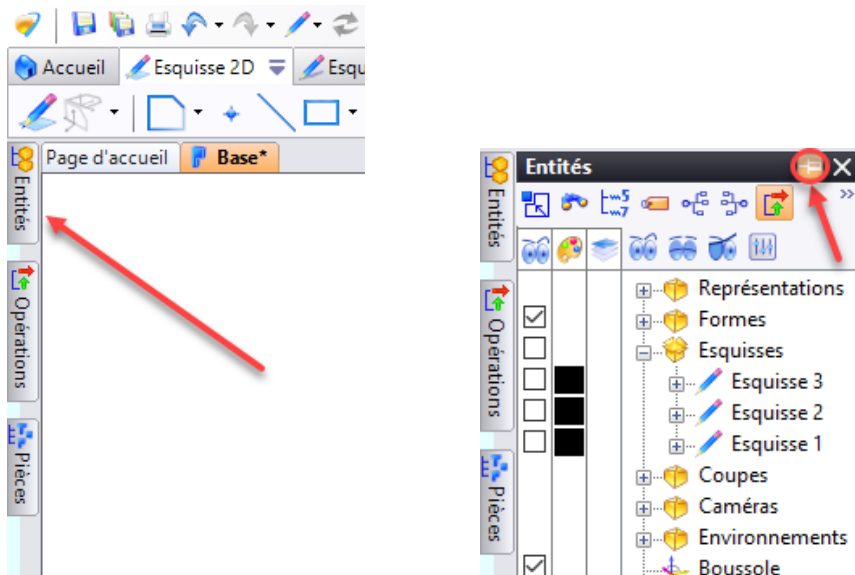 Accueil Esquisse 2D Esqu
Page d'accueil Base*
Entités
Opérations
Pièces
Entités
Entités
Opérations
Pièces
Représentations
Formes
Esquisses
Esquisse 3
Esquisse 2
Esquisse 1
Coupes
Caméras
Environnements
Boussole